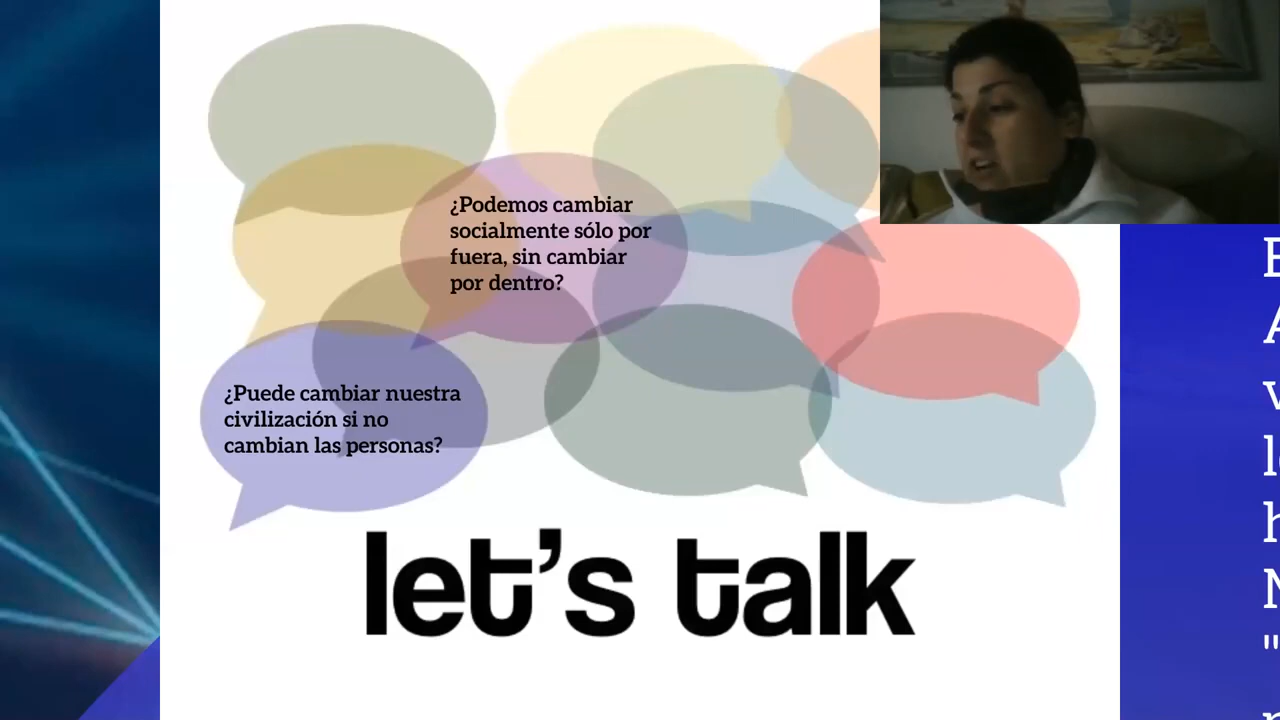 ¿Podemos cambiar
socialmente sólo por
fuera, sin cambiar
por dentro?
¿Puede cambiar nuestra
civilización si no
cambian las personas?
let's talk